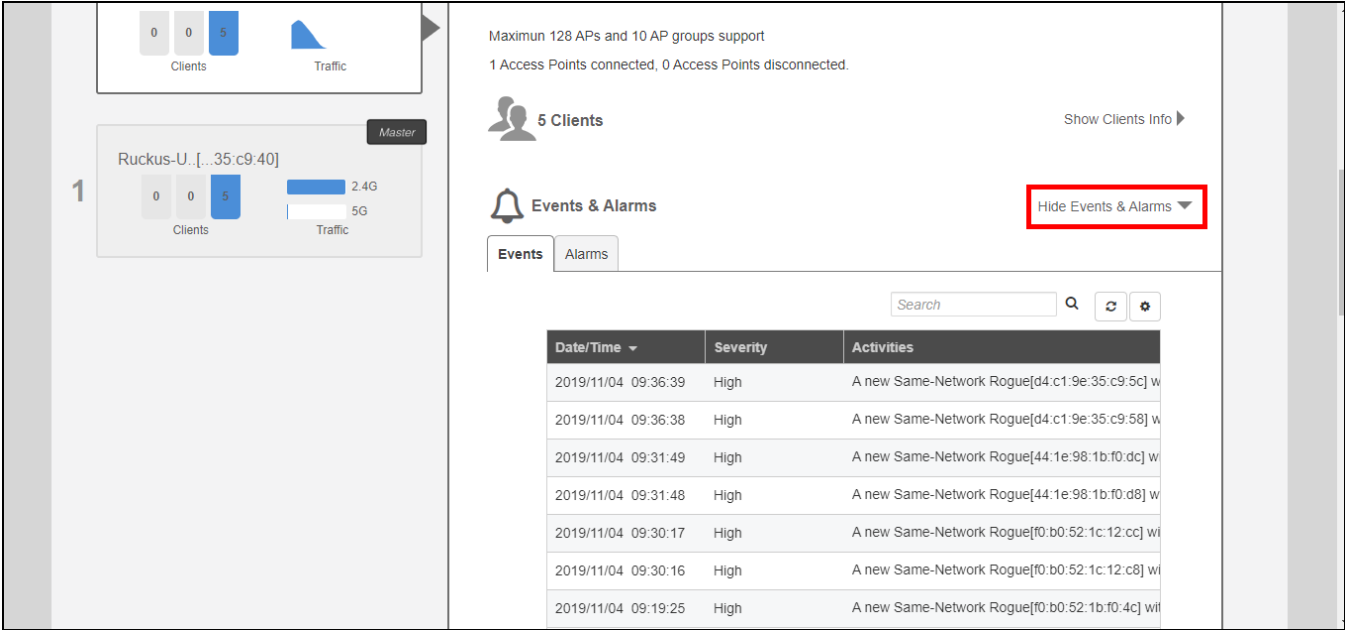 0 0 5
Clients Traffic
Master
Ruckus-U..[...35:c9:40]
1
0 0 5
2.4G
5G
Clients Traffic
Maximun 128 APs and 10 AP groups support
1 Access Points connected, 0 Access Points disconnected.
5 Clients Show Clients Info
Events & Alarms Hide Events & Alarms
Events Alarms
Search
Date/Time Severity Activities
2019/11/04 09:36:39 High A new Same-Network Rogue[d4:c1:9e:35:c9:5c] w
2019/11/04 09:36:38 High A new Same-Network Rogue[d4:c1:9e:35:c9:58] w
2019/11/04 09:31:49 High A new Same-Network Rogue[44:1e:98:1b:f0:dc] wi
2019/11/04 09:31:48 High A new Same-Network Rogue[44:1e:98:1b:f0:d8] w
2019/11/04 09:30:17 High A new Same-Network Rogue[f0:b0:52:1c:12:cc] wi
2019/11/04 09:30:16 High A new Same-Network Rogue[f0:b0:52:1c:12:c8] wi
2019/11/04 09:19:25 High A new Same-Network Rogue[f0:b0:52:1b:f0:4c] wit